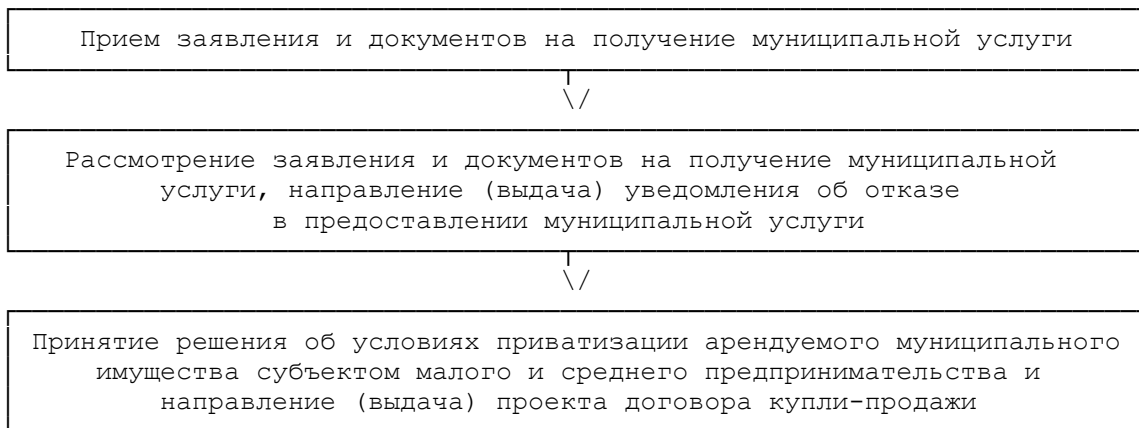 Прием заявления и документов на получение муниципальной услуги
\/
Рассмотрение заявления и документов на получение муниципальной
услуги, направление (выдача) уведомления об отказе
в предоставлении муниципальной услуги
\/
Принятие решения об условиях приватизации арендуемого муниципального
имущества субъектом малого и среднего предпринимательства и
направление (выдача) проекта договора купли-продажи